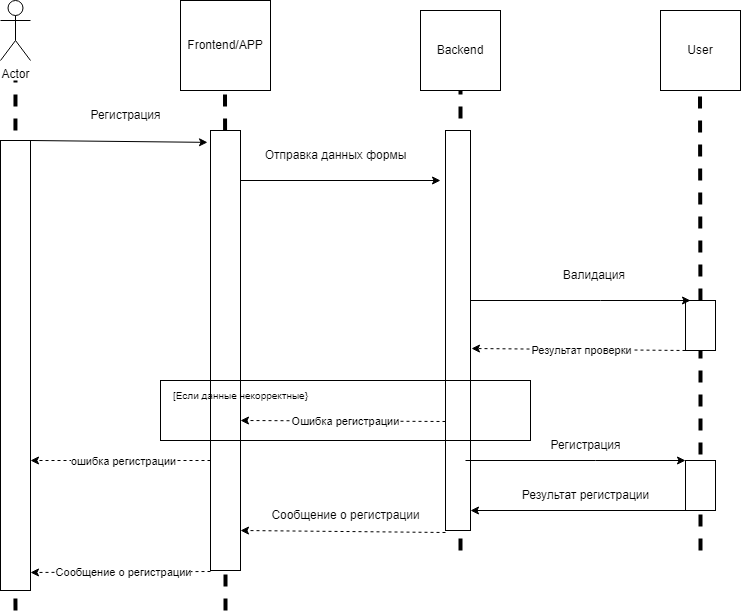 Actor
Frontend/APP
Backend
User
Регистрация
Отправка данных формы
Валидация
Результат проверки
[Если данные некорректные}
Ошибка регистрации
Регистрация
ошибка регистрации
Результат регистрации
Сообщение о регистрации
Сообщение о регистрации